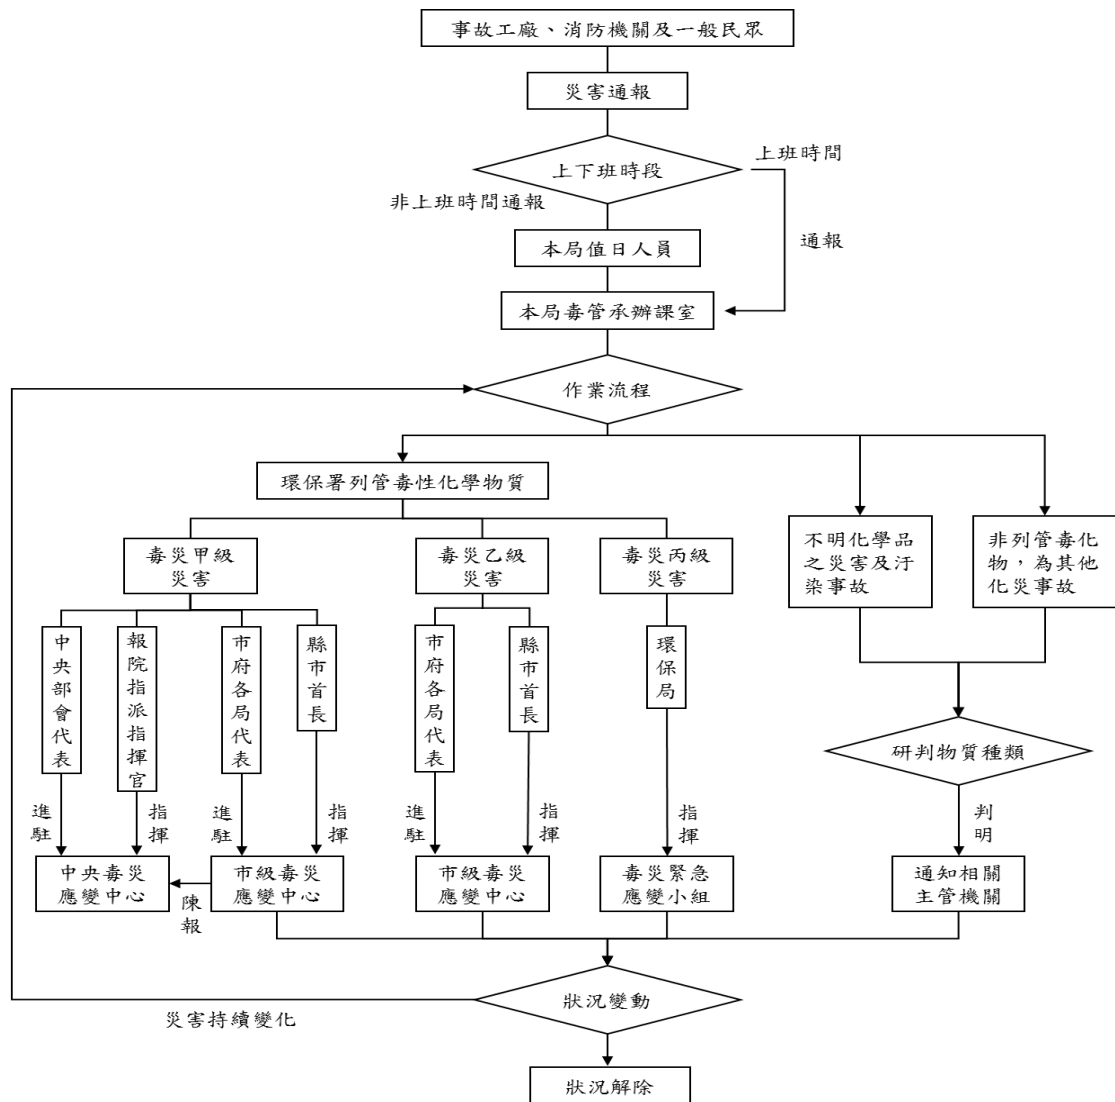 事故工廠、消防機關及一般民眾
災害通報
上下班時段
上班時間
非上班時間通報
通報
本局值日人員
本局毒管承辦課室
作業流程
環保署列管毒性化學物質
毒災甲級
災害
毒災乙級
災害
毒災丙級
災害
不明化學品
之災害及汙
染事故
非列管毒化
物，為其他
化災事故
中央部會代表
報院指派指揮官
市府各局代表
縣市首長
市府各局代表
縣市首長
環保局
研判物質種類
進駐
指揮
進駐
指揮
進駐
指揮
指揮
判明
中央毒災
應變中心
陳報
市級毒災
應變中心
市級毒災
應變中心
毒災緊急
應變小組
通知相關
主管機關
狀況變動
災害持續變化
狀況解除